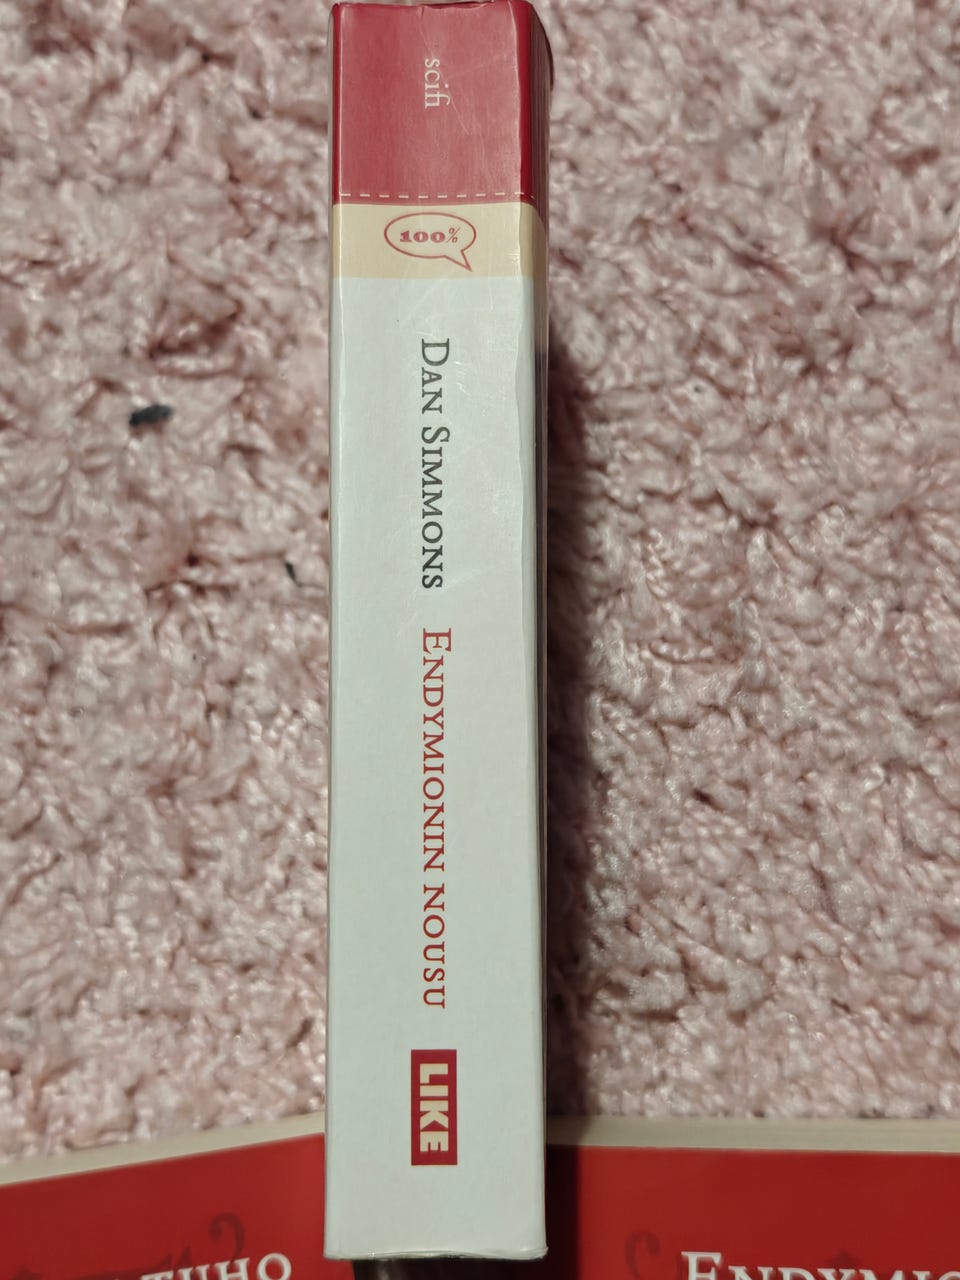 scifi
100%
DAN SIMMONS ENDYMIONIN NOUSU
LIKE